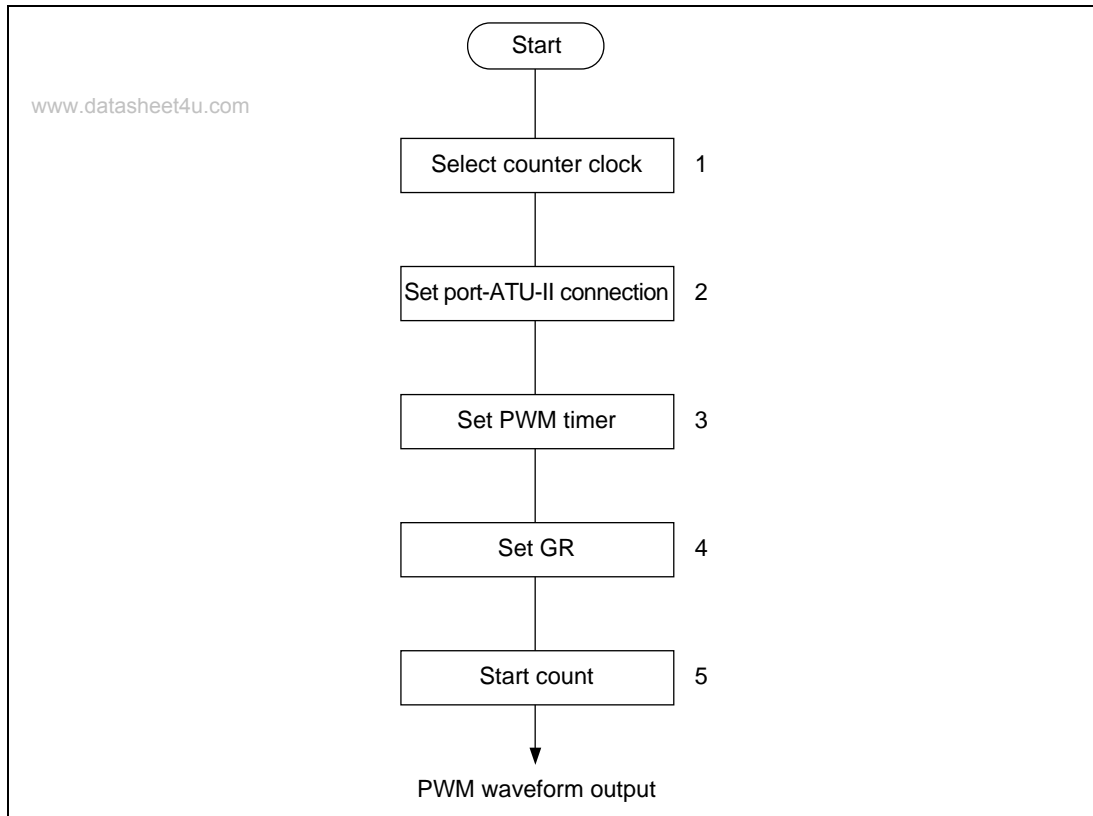 Start
www.datasheet4u.com
Select counter clock 1
Set port-ATU-II connection 2
Set PWM timer 3
Set GR 4
Start count 5
PWM waveform output